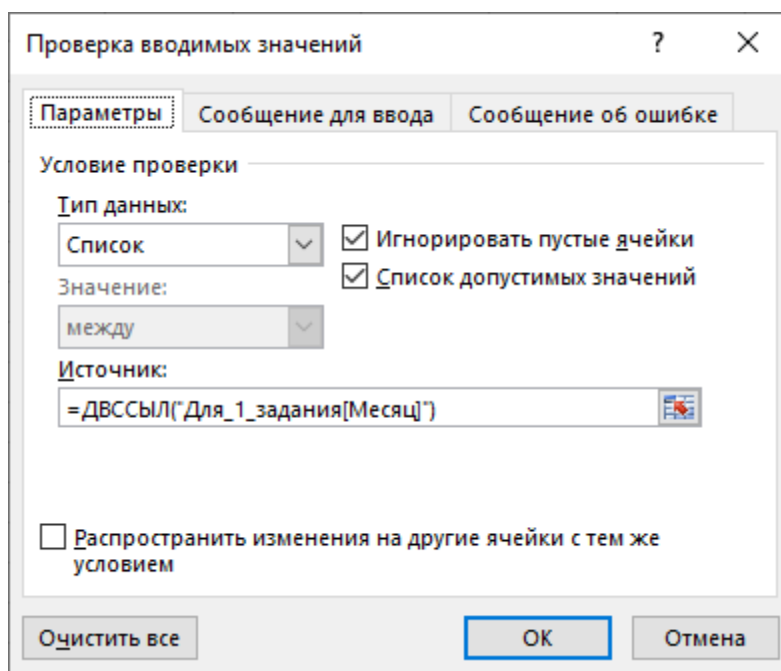 Проверка вводимых значений ?
Параметры Сообщение для ввода Сообщение об ошибке
Условие проверки
Тип данных:
Список Игнорировать пустые ячейки
Список допустимых значений
Значение:
между
Источник:
=ДВССЫЛ("Для_1_задания[Месяц]")
Распространить изменения на другие ячейки с тем же
условием
Очистить все ОК Отмена